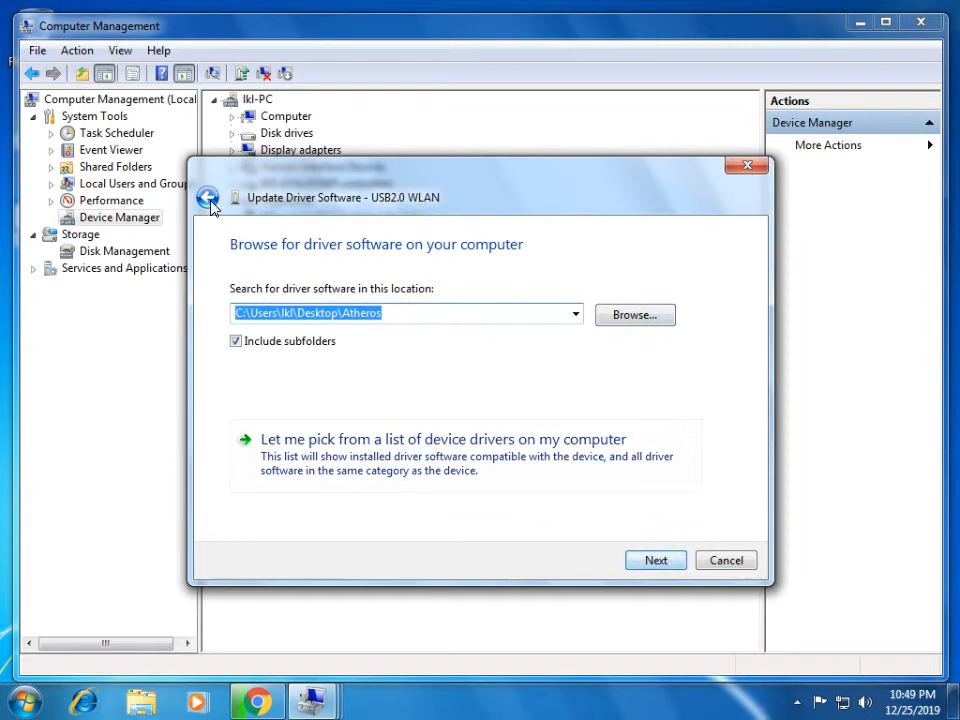 Computer Management
File Action View Help
Computer Management (Local
System Tools
Task Scheduler
Event Viewer
Shared Folders
Local Users and Group
Performance
Device Manager
Storage
Disk Management
Services and Applications
lkl-PC
Computer
Disk drives
Display adapters
Actions
Device Manager
More Actions
Update Driver Software - USB2.0 WLAN
Browse for driver software on your computer
Search for driver software in this location:
C:\Users\lkl\Desktop\Atheros
Browse...
Include subfolders
Let me pick from a list of device drivers on my computer
This list will show installed driver software compatible with the device, and all driver
software in the same category as the device.
Next Cancel
10:49 PM
12/25/2019